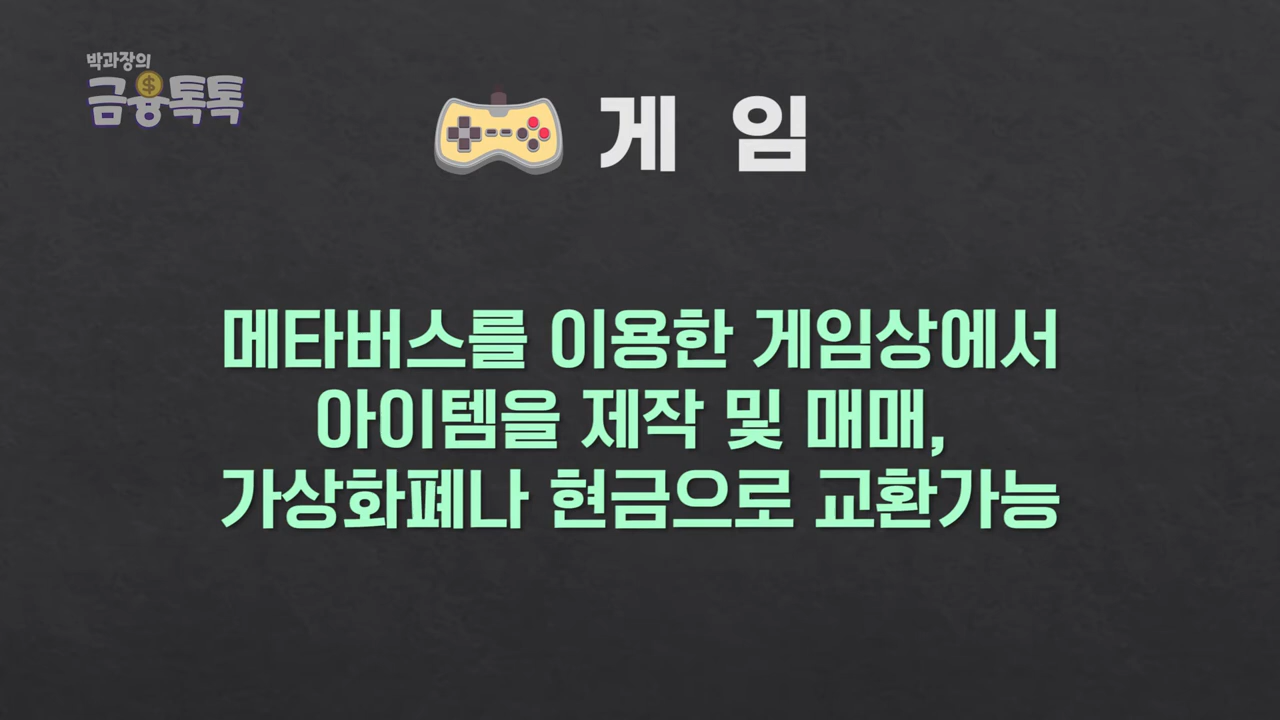 박과장의
금융톡톡
게 임
메타버스를 이용한 게임상에서
아이템을 제작 및 매매,
가상화폐나 현금으로 교환가능